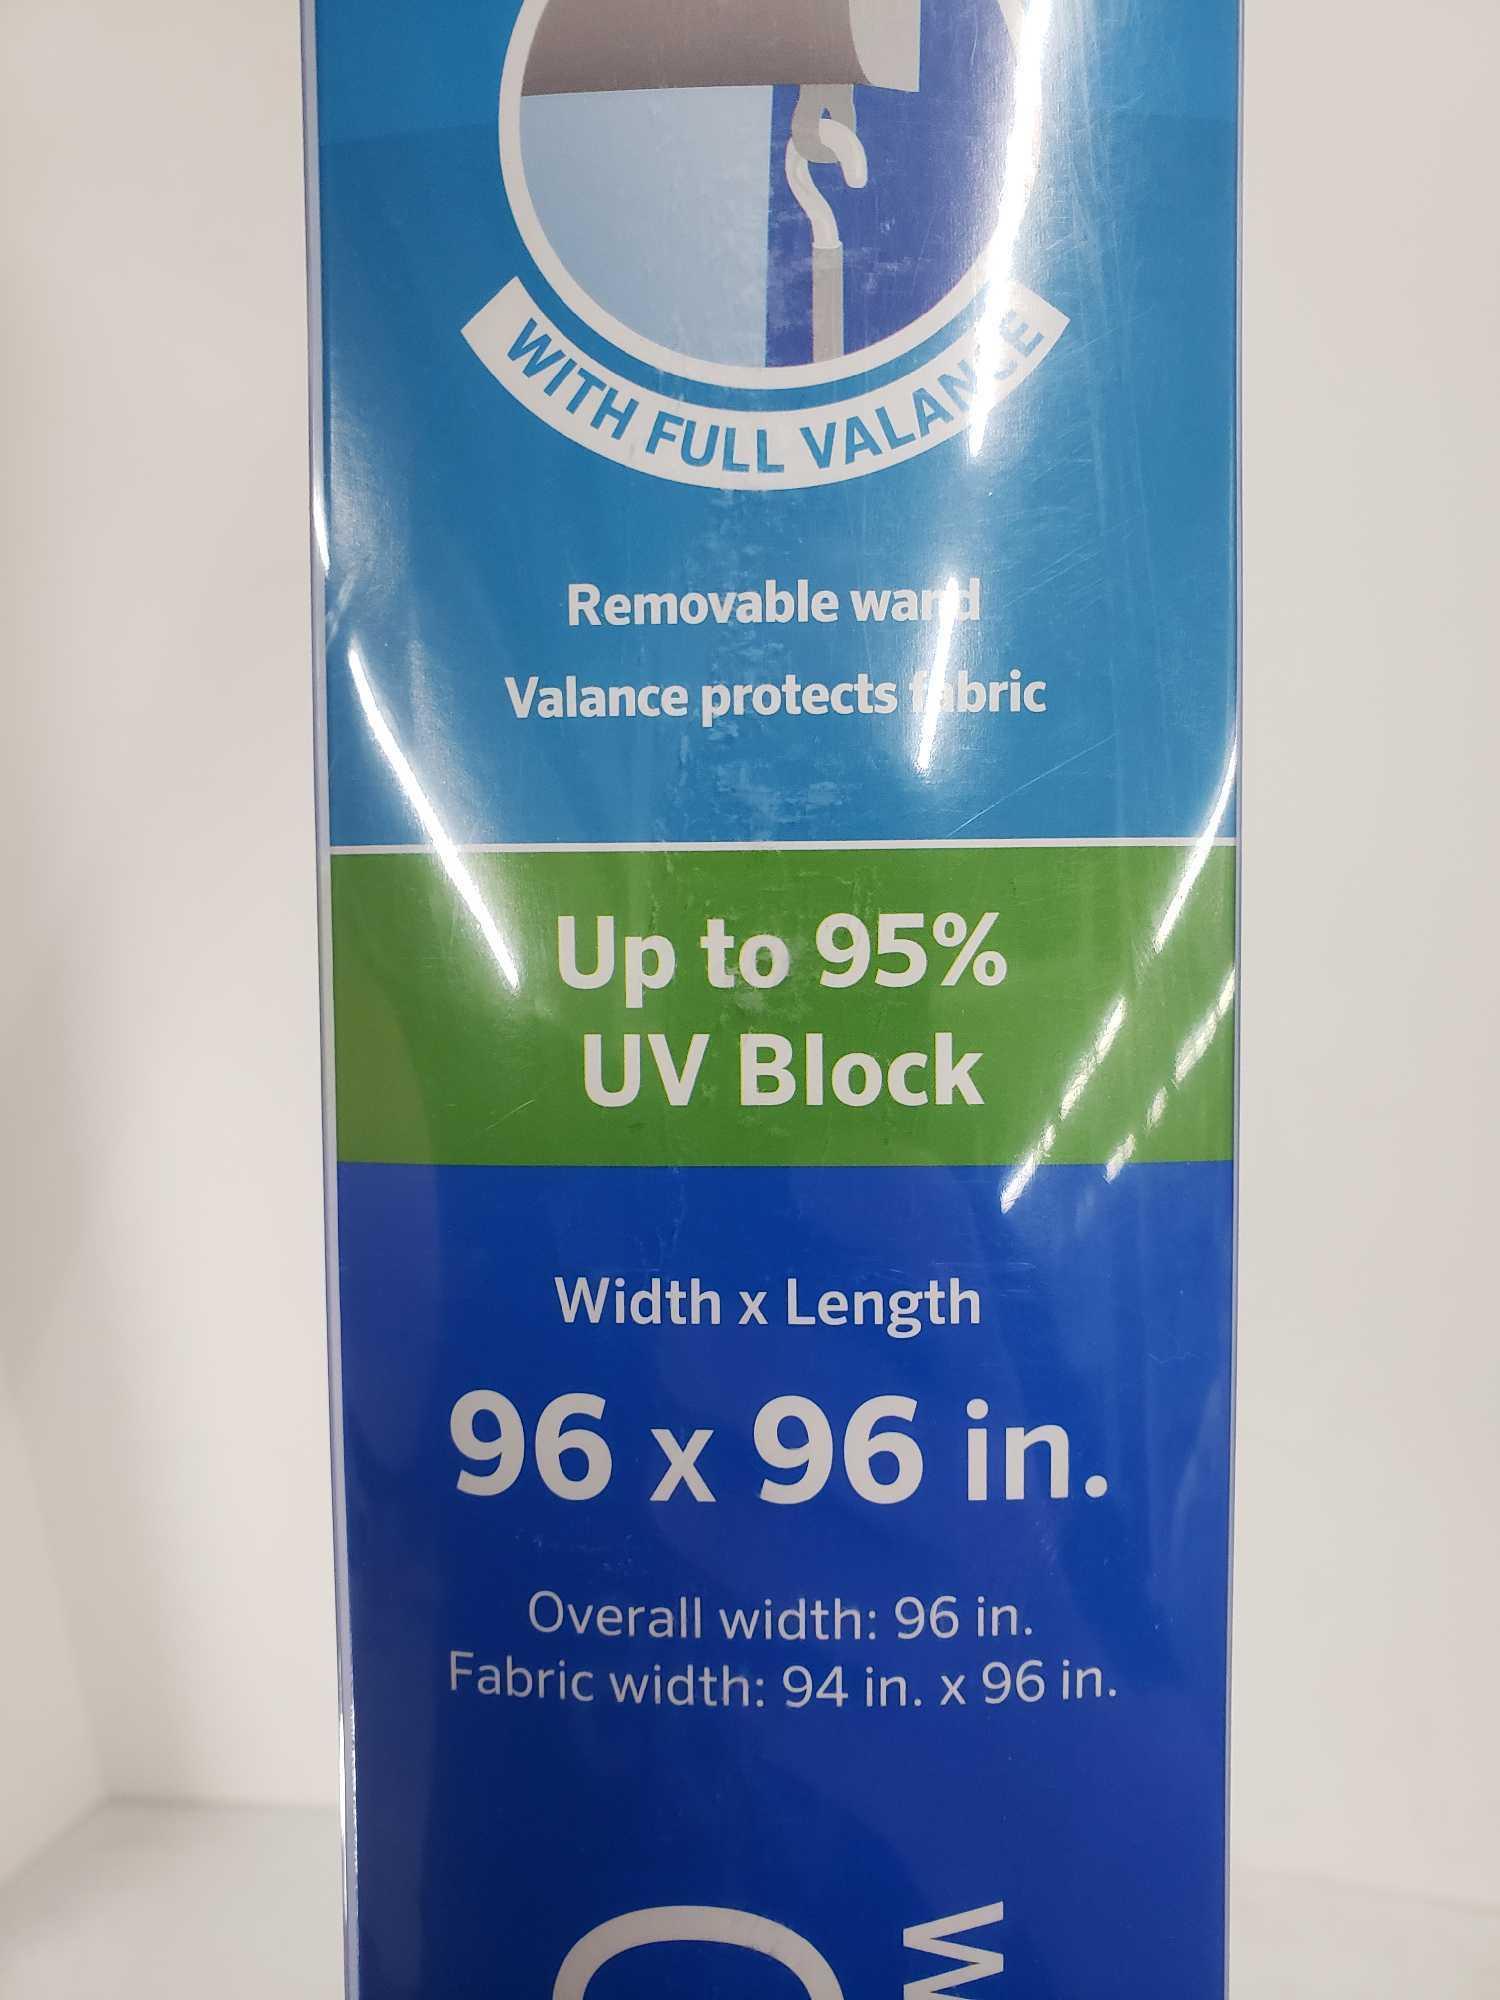 WITH FULL VALANCE
Removable wand
Valance protects fabric
Up to 95%
UV Block
Width x Length
96 x 96 in.
Overall width: 96 in.
Fabric width: 94 in. x 96 in.